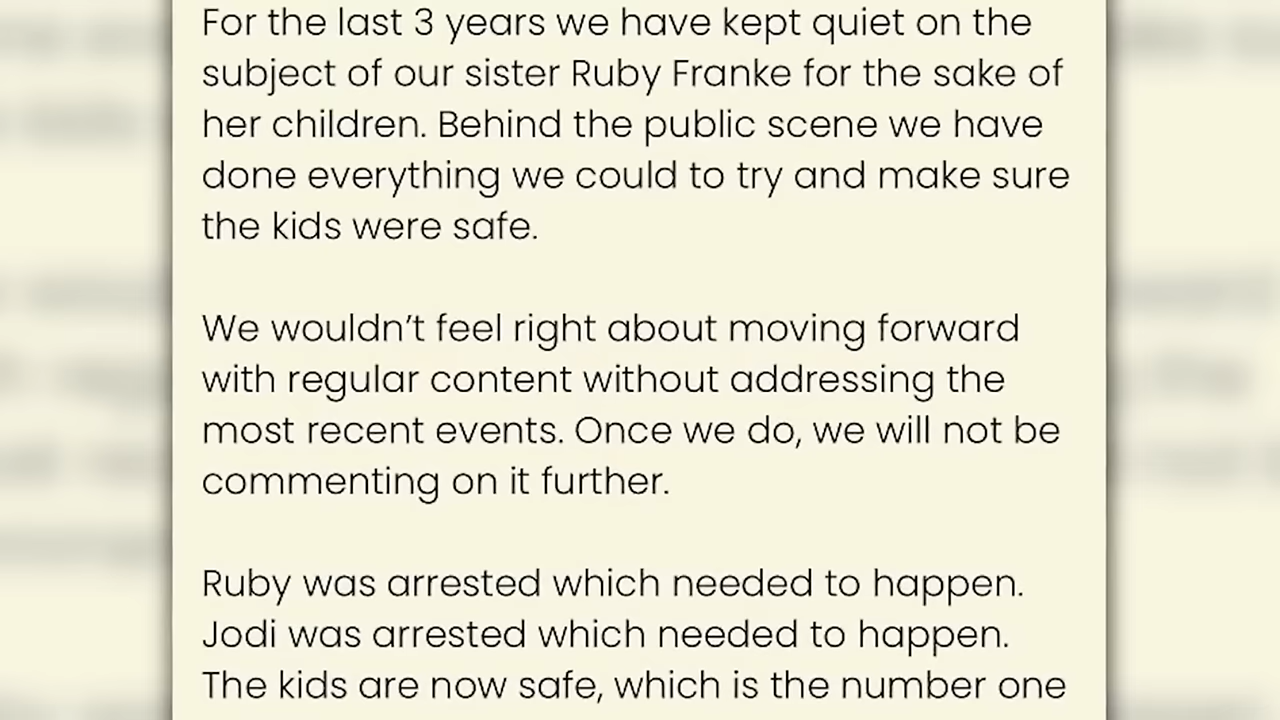 For the last 3 years we have kept quiet on the
subject of our sister Ruby Franke for the sake of
her children. Behind the public scene we have
done everything we could to try and make sure
the kids were safe.
We wouldn’t feel right about moving forward
with regular content without addressing the
most recent events. Once we do, we will not be
commenting on it further.
Ruby was arrested which needed to happen.
Jodi was arrested which needed to happen.
The kids are now safe, which is the number one